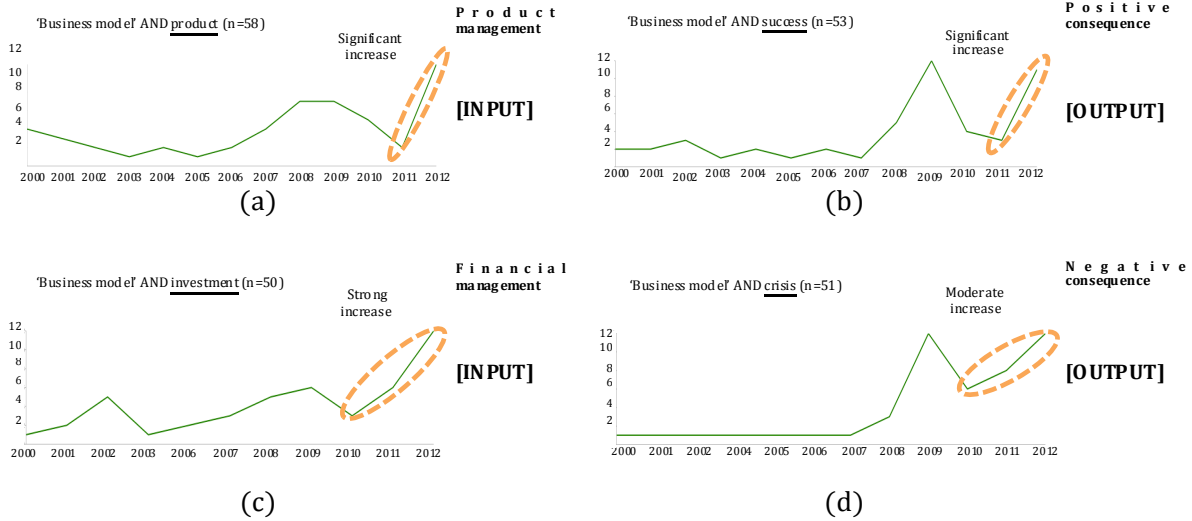 ‘Business model’ AND product (n=58)
Significant
increase
Product
management
12
10
8
6
4
2
[INPUT]
2000 2001 2002 2003 2004 2005 2006 2007 2008 2009 2010 2011 2012
(a)
‘Business model’ AND success (n=53)
Significant
increase
Positive
consequence
12
10
8
6
4
2
[OUTPUT]
2000 2001 2002 2003 2004 2005 2006 2007 2008 2009 2010 2011 2012
(b)
‘Business model’ AND investment (n=50)
Strong
increase
Financial
management
12
10
8
6
4
2
[INPUT]
2000 2001 2002 2003 2004 2005 2006 2007 2008 2009 2010 2011 2012
(c)
‘Business model’ AND crisis (n=51)
Moderate
increase
Negative
consequence
12
10
8
6
4
2
[OUTPUT]
2000 2001 2002 2003 2004 2005 2006 2007 2008 2009 2010 2011 2012
(d)